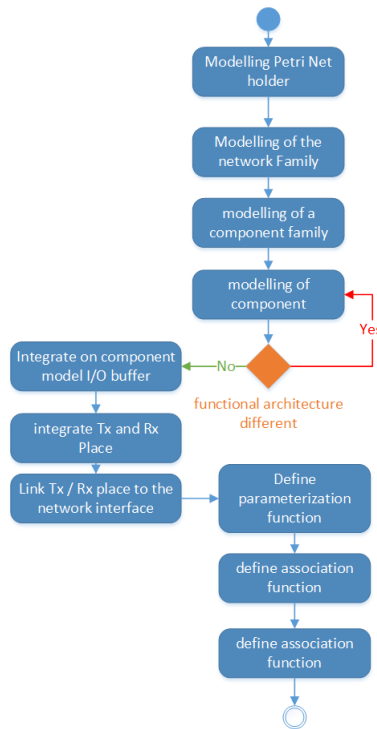 Modelling Petri Net
holder
Modelling of the
network Family
modelling of a
component family
modelling of
component
Yes
No
functional architecture
different
Integrate on component
model I/O buffer
integrate Tx and Rx
Place
Link Tx / Rx place to the
network interface
Define
parameterization
function
define association
function
define association
function